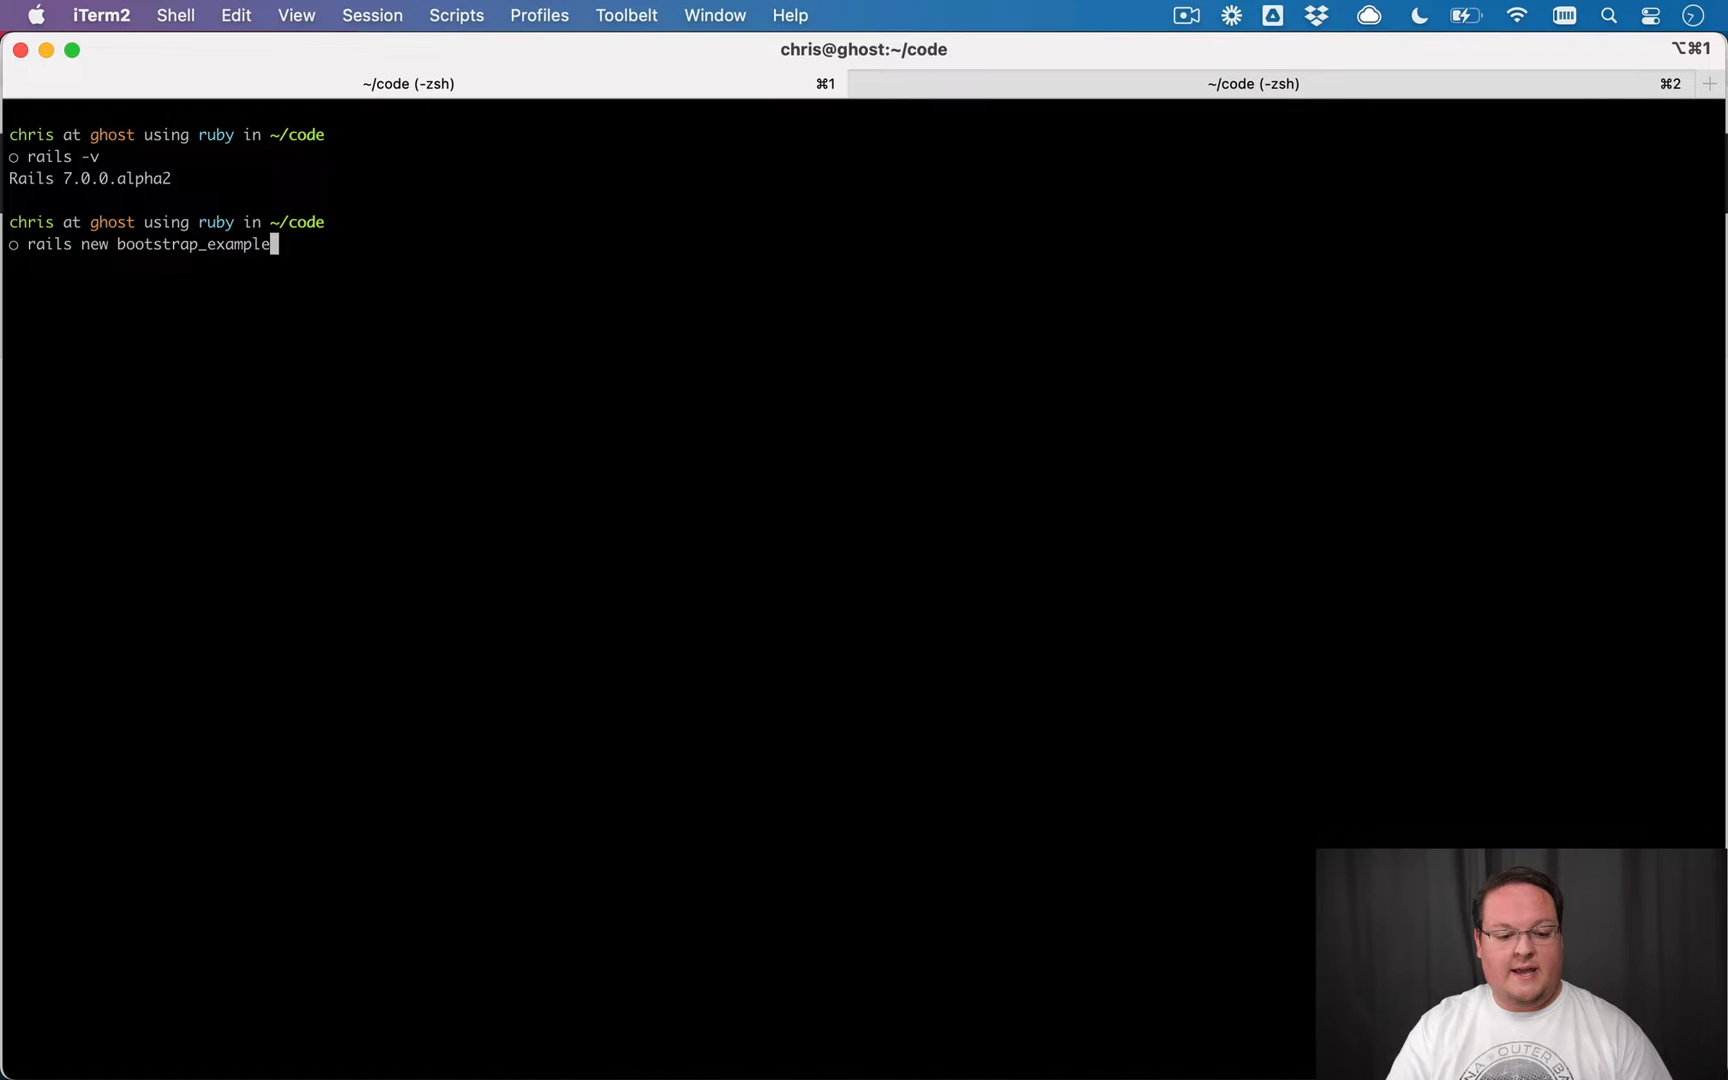 iTerm2 Shell Edit View Session Scripts Profiles Toolbelt Window Help
chris@ghost:~/code ⌥⌘1
~/code (-zsh) ⌘1 ~/code (-zsh) ⌘2
chris at ghost using ruby in ~/code
○ rails -v
Rails 7.0.0.alpha2
chris at ghost using ruby in ~/code
○ rails new bootstrap_example
OUTER